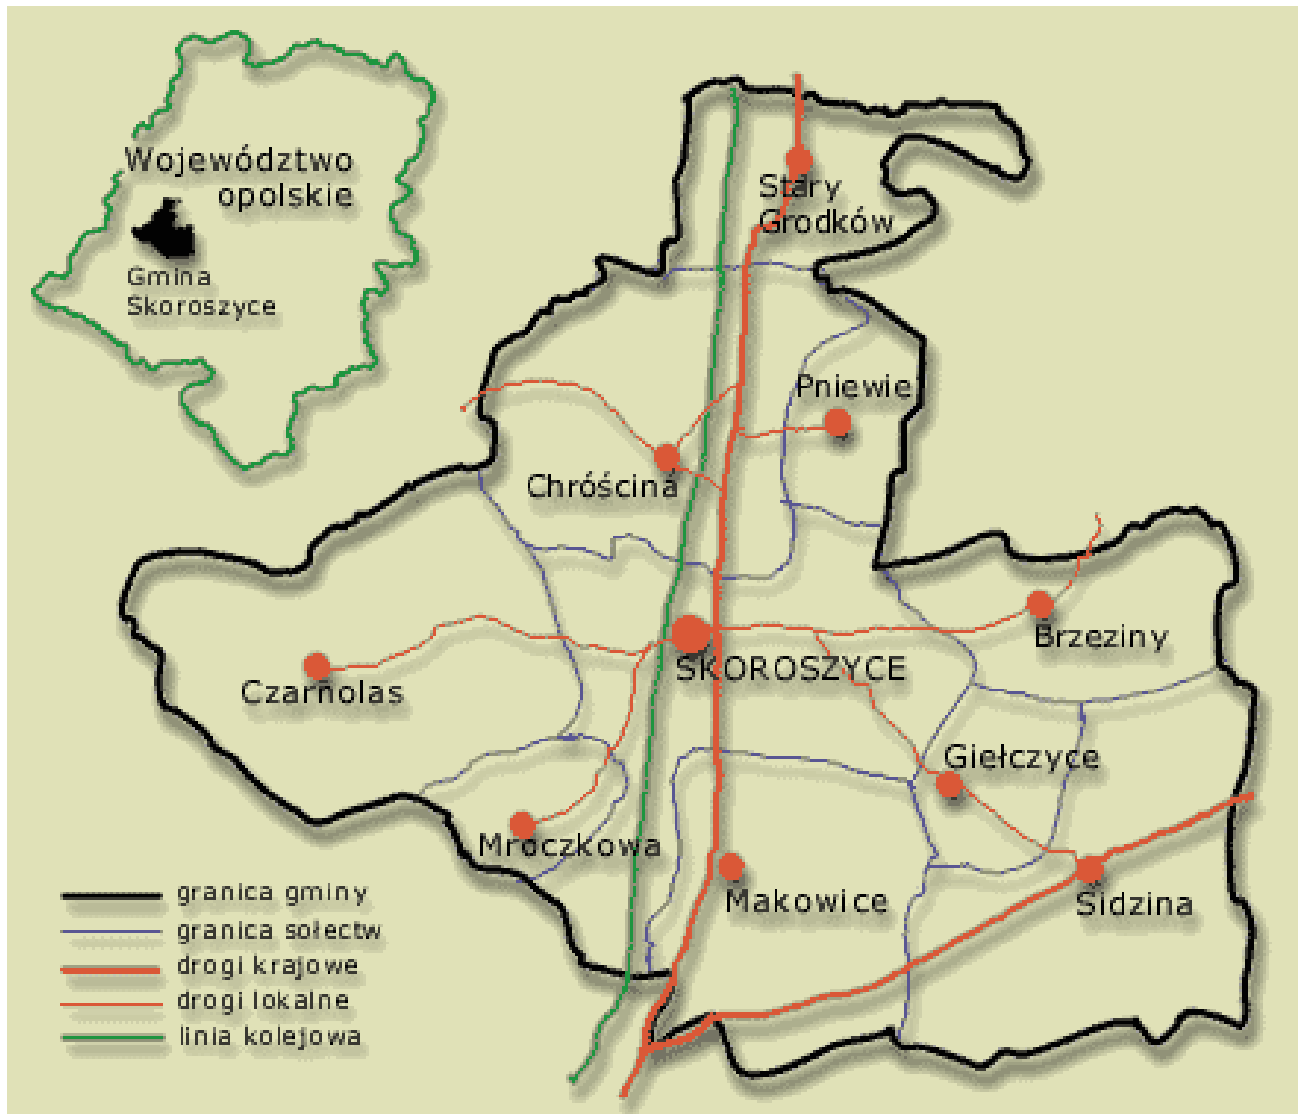 Województwo
opolskie
Gmina
Skoroszyce
Stary
Grodków
Pniewie
Chróścina
Brzeziny
SKOROSZYCE
Czarnolas
Giełczyce
Mroczkowa
Makowice
Sidzina
granica gminy
granica sołectw
drogi krajowe
drogi lokalne
linia kolejowa